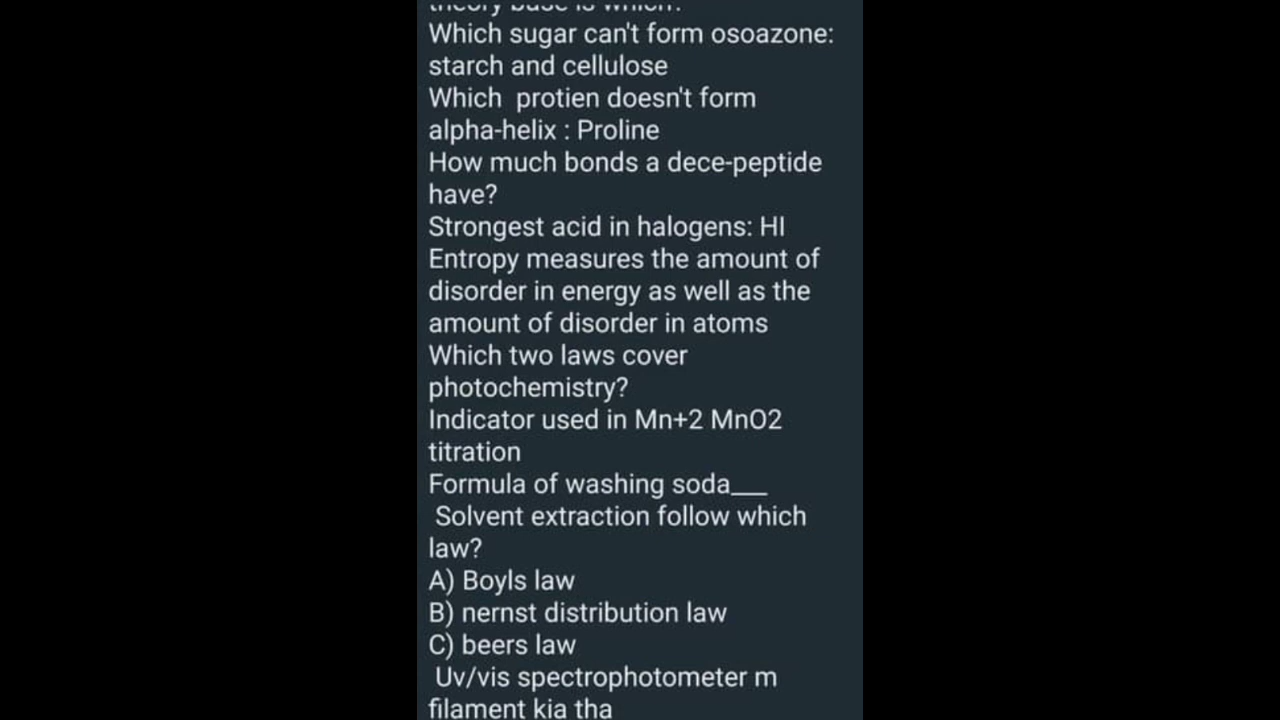 theory base is which?
Which sugar can't form osoazone:
starch and cellulose
Which  protien doesn't form
alpha-helix : Proline
How much bonds a dece-peptide
have?
Strongest acid in halogens: HI
Entropy measures the amount of
disorder in energy as well as the
amount of disorder in atoms
Which two laws cover
photochemistry?
Indicator used in Mn+2 MnO2
titration
Formula of washing soda___
Solvent extraction follow which
law?
A) Boyls law
B) nernst distribution law
C) beers law
Uv/vis spectrophotometer m
filament kia tha